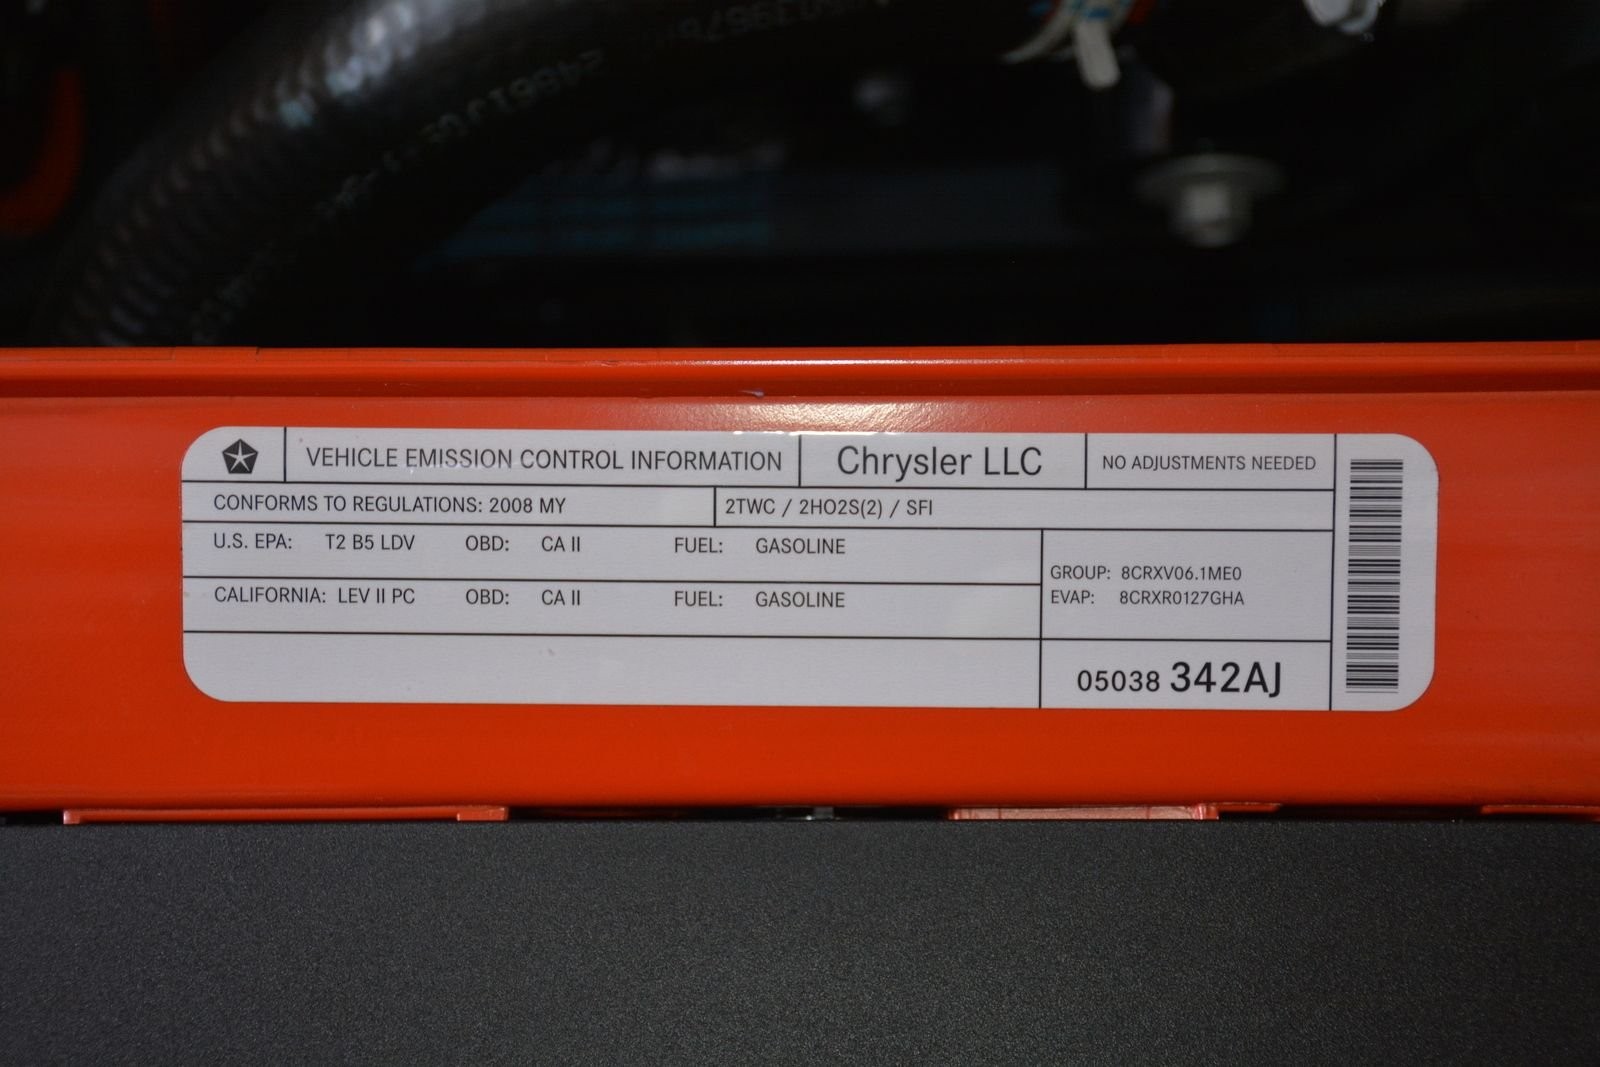 VEHICLE EMISSION CONTROL INFORMATION Chrysler LLC NO ADJUSTMENTS NEEDED
CONFORMS TO REGULATIONS: 2008 MY 2TWC / 2HO2S(2) / SFI
U.S. EPA: T2 B5 LDV OBD: CA II FUEL: GASOLINE
GROUP: 8CRXV06.1ME0
CALIFORNIA: LEV II PC OBD: CA II FUEL: GASOLINE
EVAP: 8CRXR0127GHA
05038 342AJ